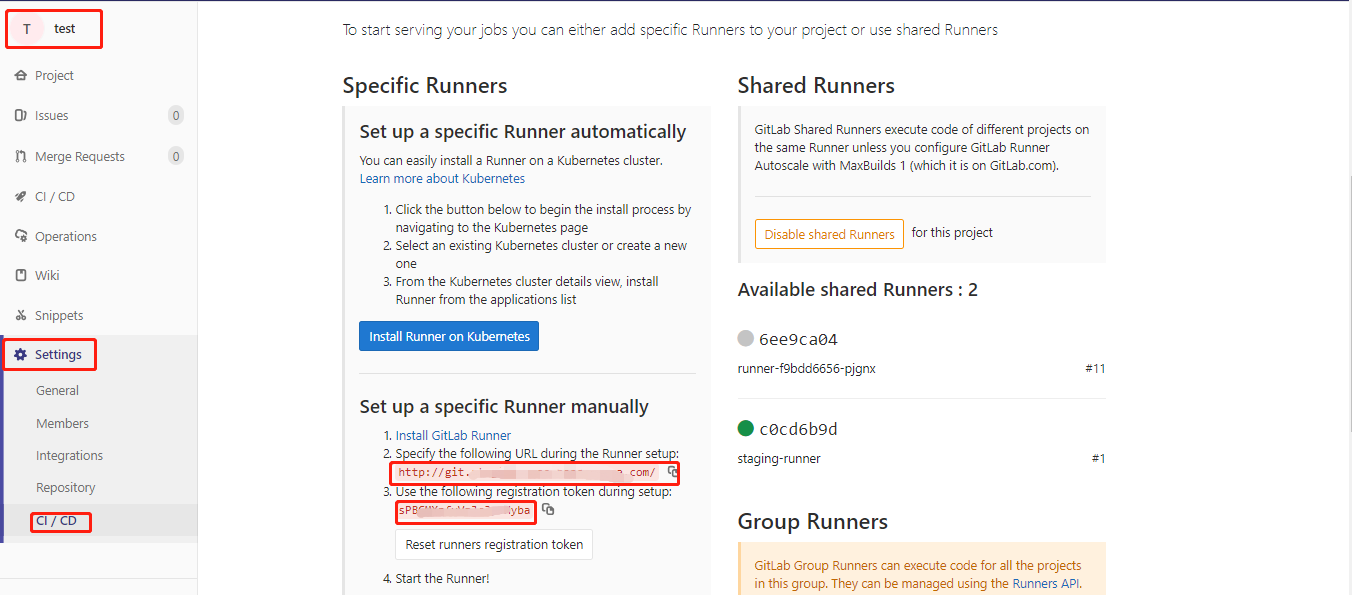 T test
Project
Issues 0
Merge Requests 0
CI / CD
Operations
Wiki
Snippets
Settings
General
Members
Integrations
Repository
CI / CD
To start serving your jobs you can either add specific Runners to your project or use shared Runners
Specific Runners
Set up a specific Runner automatically
You can easily install a Runner on a Kubernetes cluster.
Learn more about Kubernetes
1. Click the button below to begin the install process by
navigating to the Kubernetes page
2. Select an existing Kubernetes cluster or create a new
one
3. From the Kubernetes cluster details view, install
Runner from the applications list
Install Runner on Kubernetes
Set up a specific Runner manually
1. Install GitLab Runner
2. Specify the following URL during the Runner setup:
http://git. com/
3. Use the following registration token during setup:
Reset runners registration token
4. Start the Runner!
Shared Runners
GitLab Shared Runners execute code of different projects on
the same Runner unless you configure GitLab Runner
Autoscale with MaxBuilds 1 (which it is on GitLab.com).
Disable shared Runners for this project
Available shared Runners : 2
6ee9ca04
runner-f9bdd6656-pjgnx #11
c0cd6b9d
staging-runner #1
Group Runners
GitLab Group Runners can execute code for all the projects
in this group. They can be managed using the Runners API.